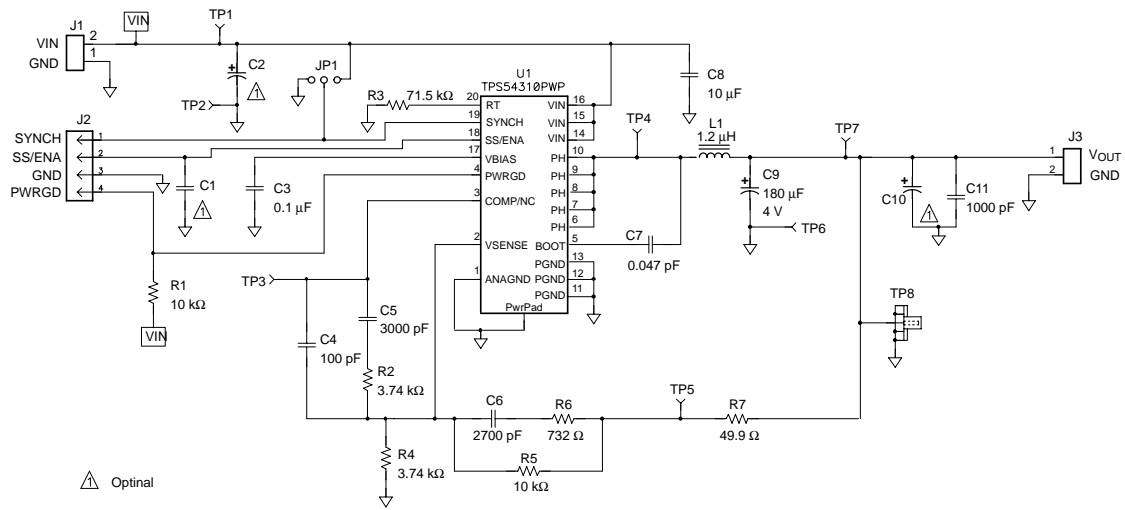 J1
VIN
TP1
VIN 2
GND 1
C2
1
TP2
JP1
R3 71.5 kΩ
U1
TPS54310PWP
C8
10 µF
J2
SYNCH 1
SS/ENA 2
GND 3
PWRGD 4
C1
1
C3
0.1 µF
20 RT
19 SYNCH
18 SS/ENA
17 VBIAS
4 PWRGD
3 COMP/NC
2 VSENSE
1 ANAGND
VIN 16
VIN 15
VIN 14
PH 10
PH 9
PH 8
PH 7
PH 6
BOOT 5
PGND 13
PGND 12
PGND 11
PwrPad
TP4
L1
1.2 µH
TP7
J3
1 VOUT
2 GND
C9
180 µF
4 V
TP6
C10
1
C11
1000 pF
C7
0.047 pF
R1
10 kΩ
VIN
TP3
C5
3000 pF
C4
100 pF
R2
3.74 kΩ
TP8
C6
2700 pF
R6
732 Ω
TP5
R7
49.9 Ω
R4
3.74 kΩ
R5
10 kΩ
1 Optinal